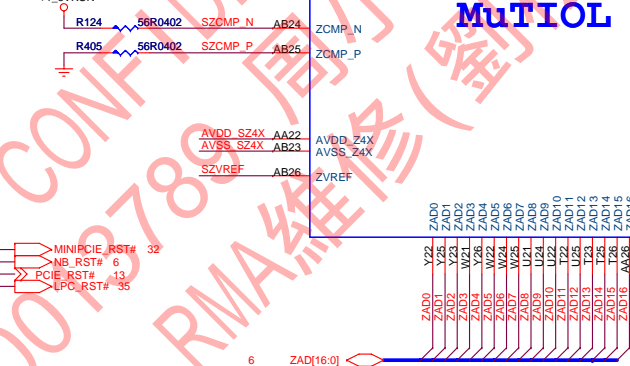 MuTIOL
R124 56R0402 SZCMP_N AB24 ZCMP_N
R405 56R0402 SZCMP_P AB25 ZCMP_P
AVDD_SZ4X AA22 AVDD_Z4X
AVSS_SZ4X AB23 AVSS_Z4X
SZVREF AB26 ZVREF
MINIPCIE_RST# 32
NB_RST# 6
PCIE_RST# 13
LPC_RST# 35
ZAD0 Y22 ZAD0
ZAD1 Y25 ZAD1
ZAD2 Y23 ZAD2
ZAD3 W21 ZAD3
ZAD4 Y26 ZAD4
ZAD5 W22 ZAD5
ZAD6 W24 ZAD6
ZAD7 W25 ZAD7
ZAD8 U21 ZAD8
ZAD9 U24 ZAD9
ZAD10 U22 ZAD10
ZAD11 T22 ZAD11
ZAD12 U25 ZAD12
ZAD13 T23 ZAD13
ZAD14 T25 ZAD14
ZAD15 T26 ZAD15
AA26 ZAD16
6 ZAD[16:0]
0013789
RMA維修(劉